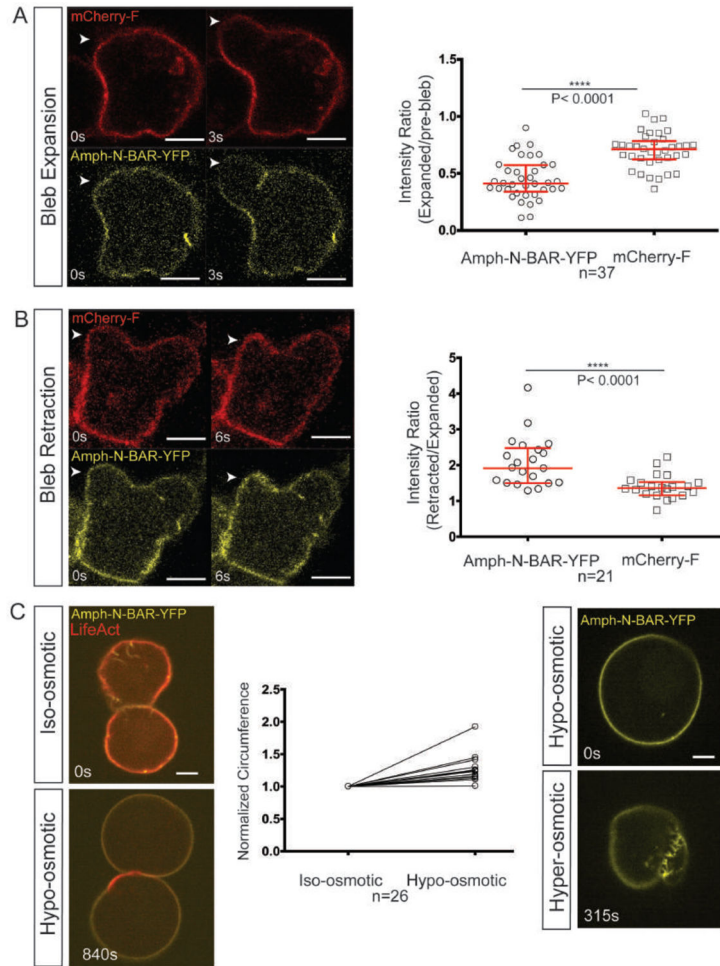 A
Bleb Expansion
mCherry-F
0s
3s
Amph-N-BAR-YFP
0s
3s
Intensity Ratio
(Expanded/pre-bleb)
1.5
1.0
0.5
0.0
****
P< 0.0001
Amph-N-BAR-YFP
mCherry-F
n=37
B
Bleb Retraction
mCherry-F
0s
6s
Amph-N-BAR-YFP
0s
6s
Intensity Ratio
(Retracted/Expanded)
5
4
3
2
1
0
****
P< 0.0001
Amph-N-BAR-YFP
mCherry-F
n=21
C
Iso-osmotic
Amph-N-BAR-YFP
LifeAct
0s
Hypo-osmotic
840s
Normalized Circumference
2.5
2.0
1.5
1.0
0.5
0.0
Iso-osmotic
Hypo-osmotic
n=26
Hypo-osmotic
Amph-N-BAR-YFP
0s
Hyper-osmotic
315s